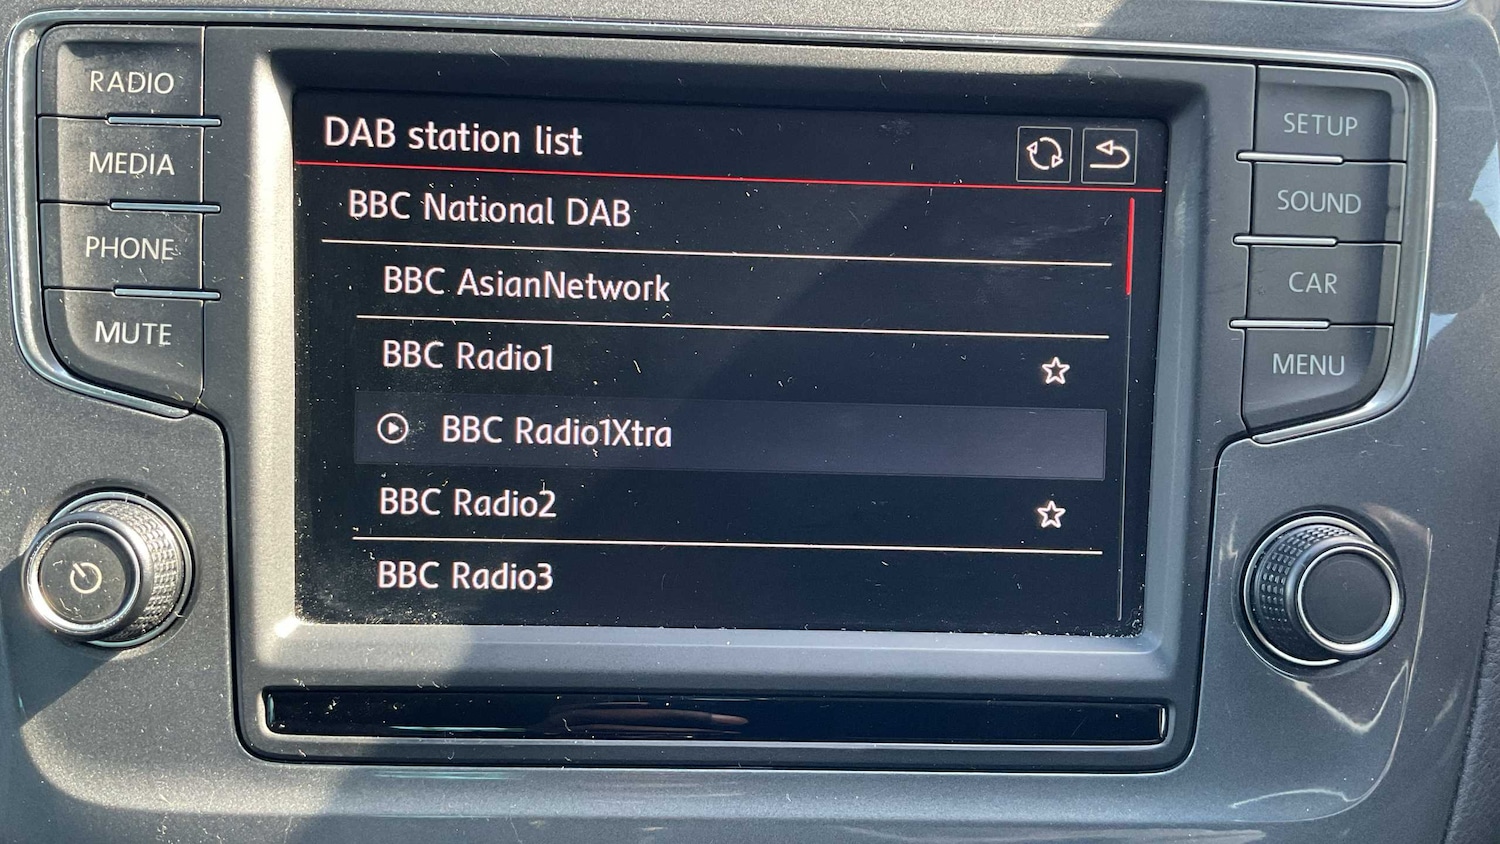 RADIO
MEDIA
PHONE
MUTE
DAB station list
BBC National DAB
BBC AsianNetwork
BBC Radio1
BBC Radio1Xtra
BBC Radio2
BBC Radio3
SETUP
SOUND
CAR
MENU